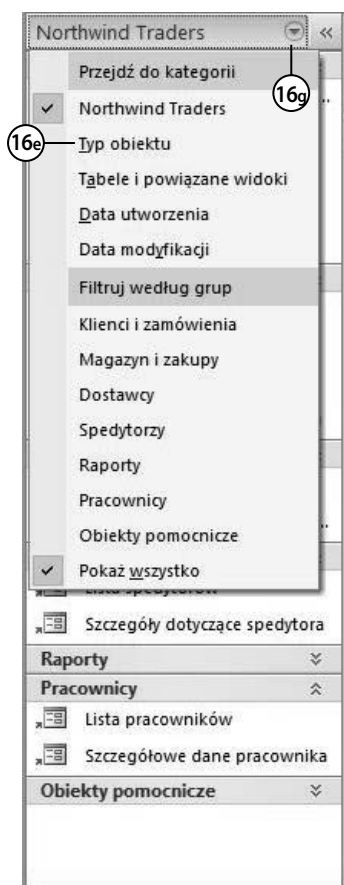 Northwind Traders «
Przejdź do kategorii
16g
Northwind Traders
..
16e
Typ obiektu
Tabele i powiązane widoki
Data utworzenia
Data modyfikacji
Filtruj według grup
Klienci i zamówienia
Magazyn i zakupy
Dostawcy
Spedytorzy
Raporty
Pracownicy
..
Obiekty pomocnicze
Pokaż wszystko
Lista spedytorów
Szczegóły dotyczące spedytora
Raporty
Pracownicy
Lista pracowników
Szczegółowe dane pracownika
Obiekty pomocnicze